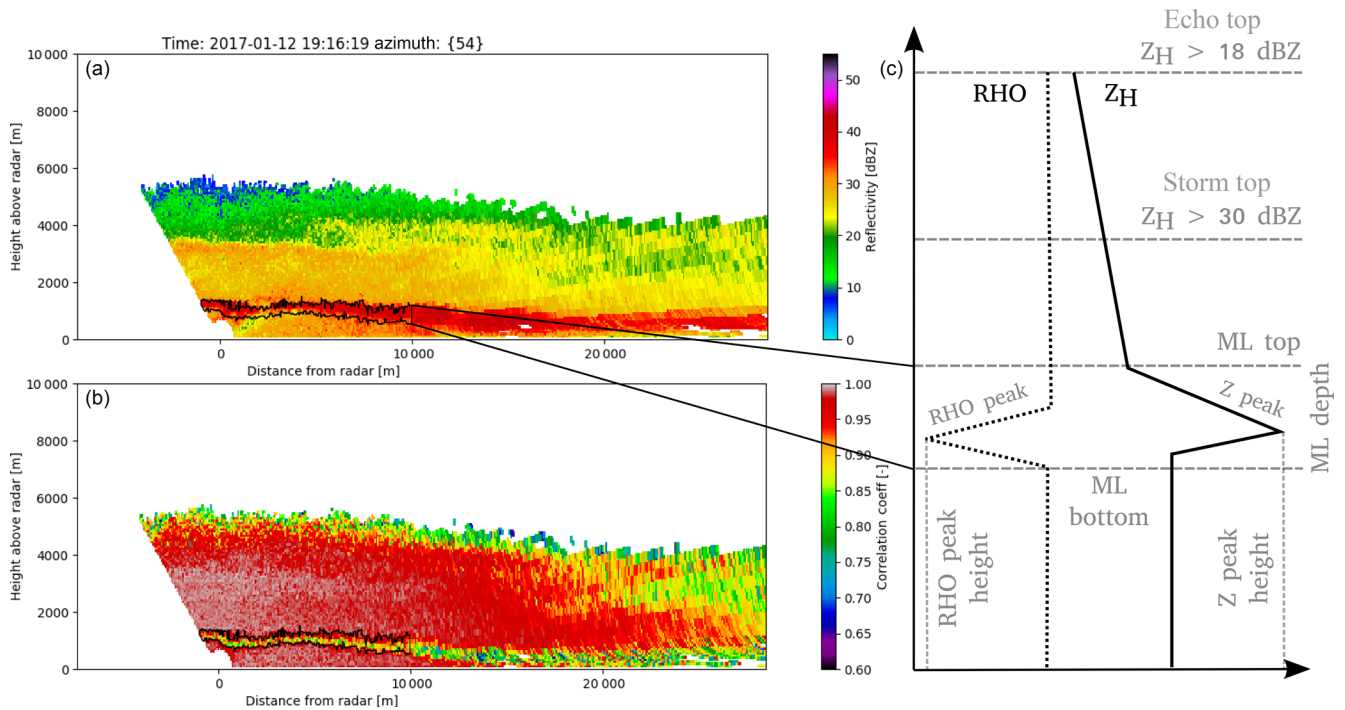 Time: 2017-01-12 19:16:19 azimuth: {54}
(a)
10 000
8000
6000
4000
2000
0
Height above radar [m]
0
10 000
20 000
Distance from radar [m]
50
40
30
20
10
0
Reflectivity [dBZ]
(b)
10 000
8000
6000
4000
2000
0
Height above radar [m]
0
10 000
20 000
Distance from radar [m]
1.00
0.95
0.90
0.85
0.80
0.75
0.70
0.65
0.60
Correlation coeff [-]
(c)
Echo top
ZH > 18 dBZ
RHO
ZH
Storm top
ZH > 30 dBZ
ML top
RHO peak
Z peak
ML depth
ML
bottom
RHO peak
height
Z peak
height